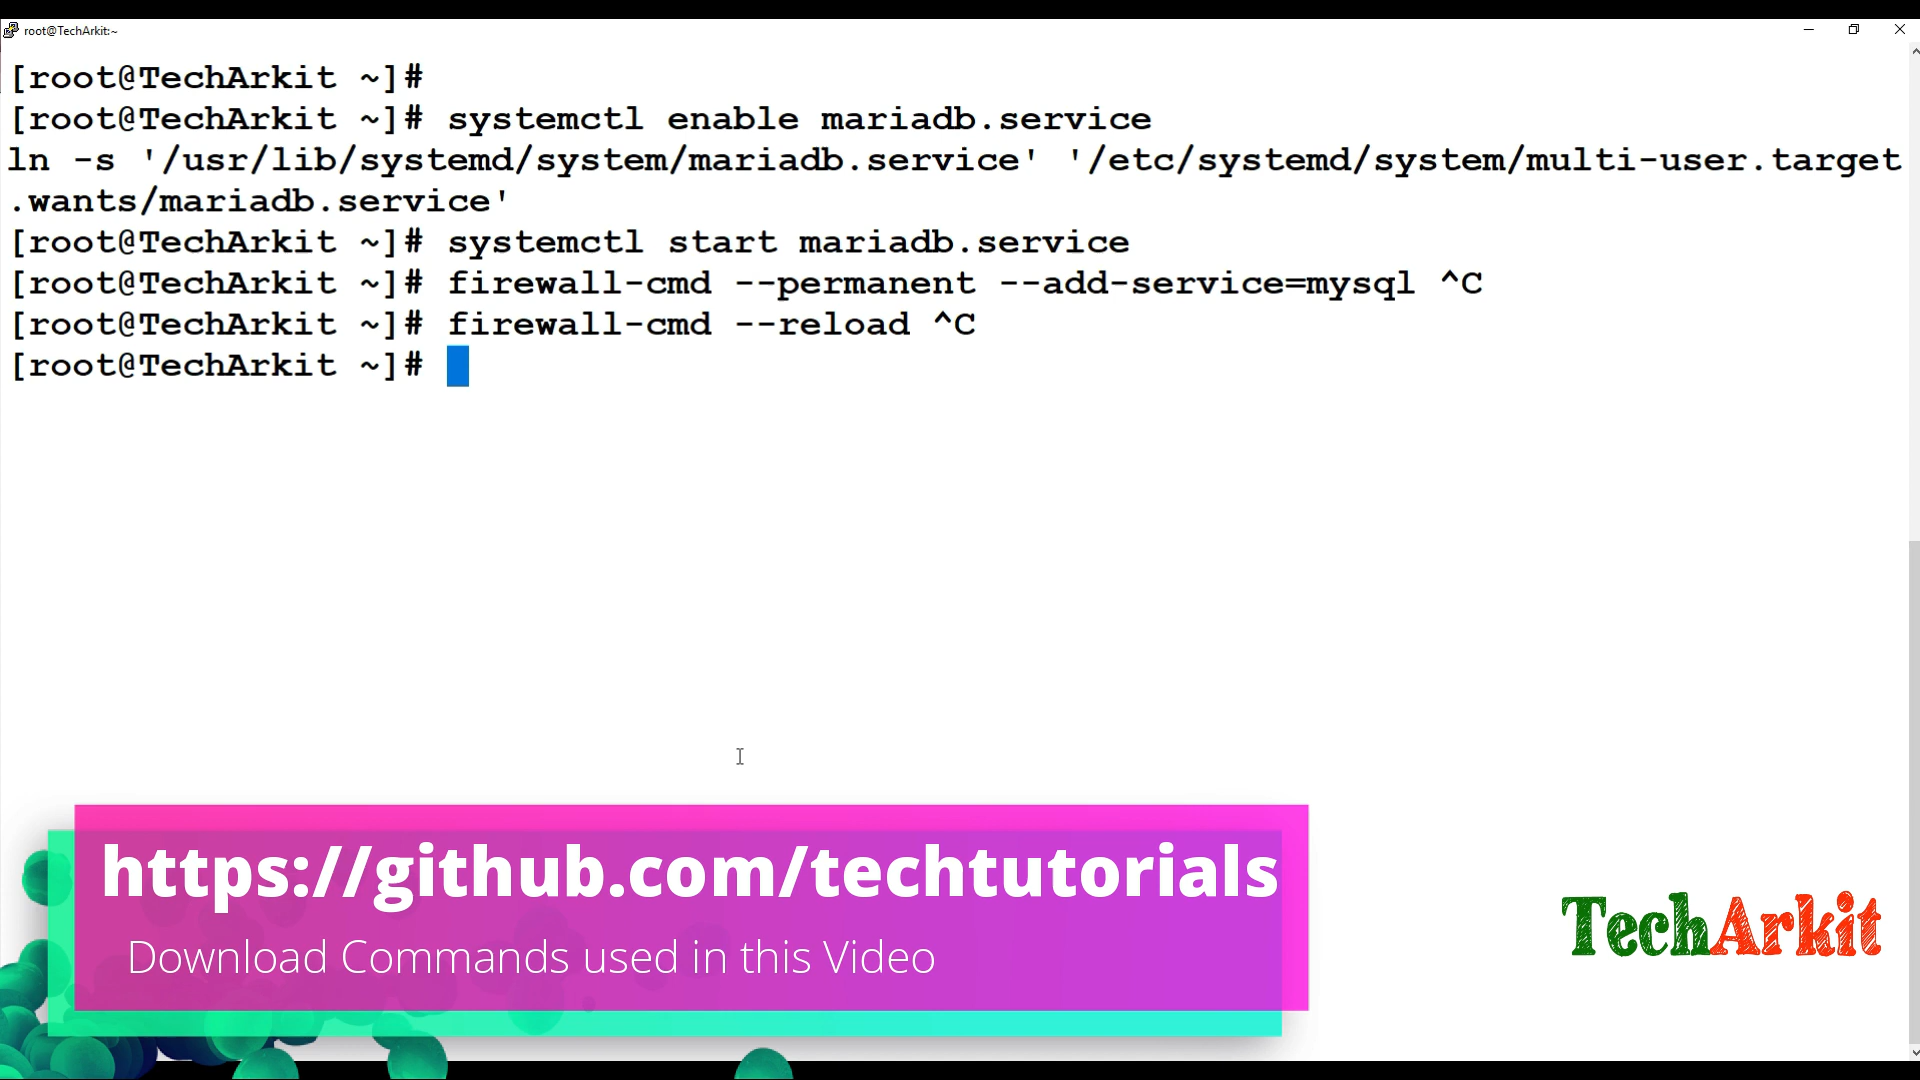 root@TechArkit:~
[root@TechArkit ~]#
[root@TechArkit ~]# systemctl enable mariadb.service
ln -s '/usr/lib/systemd/system/mariadb.service' '/etc/systemd/system/multi-user.target
.wants/mariadb.service'
[root@TechArkit ~]# systemctl start mariadb.service
[root@TechArkit ~]# firewall-cmd --permanent --add-service=mysql ^C
[root@TechArkit ~]# firewall-cmd --reload ^C
[root@TechArkit ~]#
https://github.com/techtutorials
Download Commands used in this Video
TechArkit